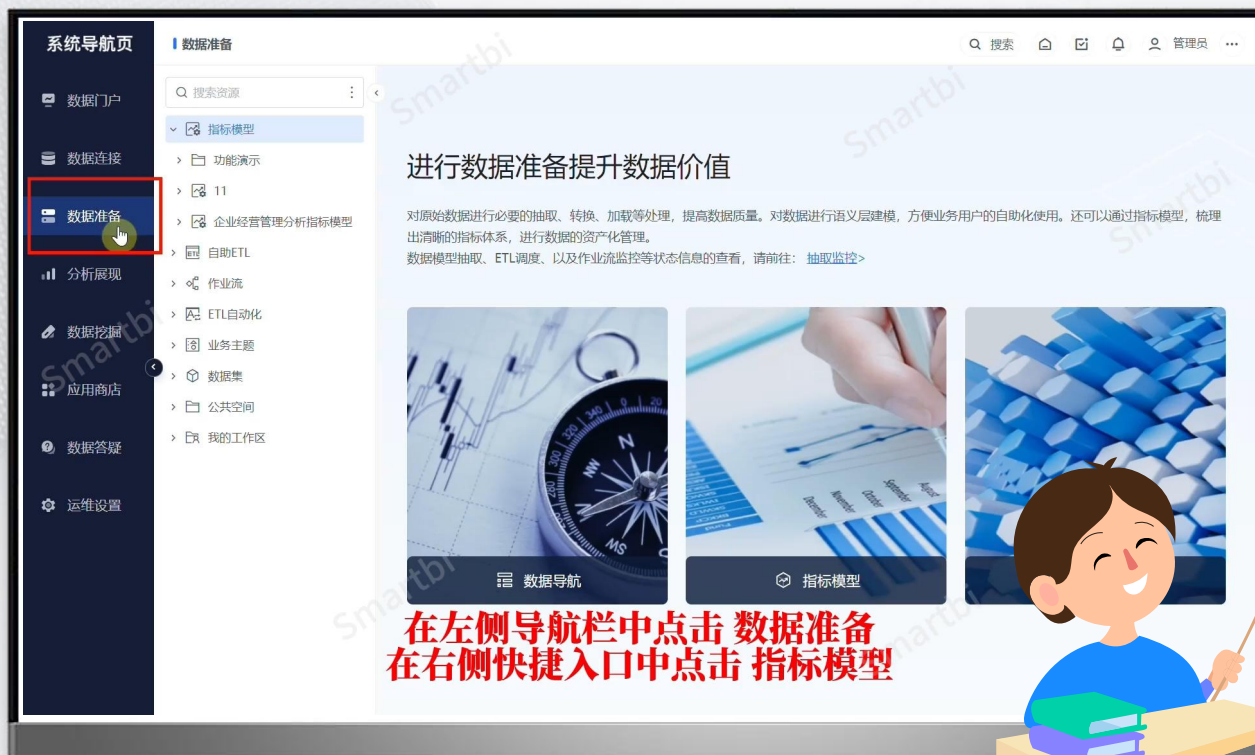 系统导航页
数据准备
搜索
管理员
数据门户
数据连接
数据准备
分析展现
数据挖掘
应用商店
数据答疑
运维设置
搜索资源
指标模型
功能演示
11
企业经营管理分析指标模型
自助ETL
作业流
ETL自动化
业务主题
数据集
公共空间
我的工作区
进行数据准备提升数据价值
对原始数据进行必要的抽取、转换、加载等处理，提高数据质量。对数据进行语义层建模，方便业务用户的自助化使用。还可以通过指标模型，梳理
出清晰的指标体系，进行数据的资产化管理。
数据模型抽取、ETL调度、以及作业流监控等状态信息的查看，请前往： 抽取监控>
December
November
October
September
August
N
NW
数据导航
指标模型
在左侧导航栏中点击 数据准备
在右侧快捷入口中点击 指标模型
Smartbi
Smartbi
Smartbi
Smartbi
Smartbi